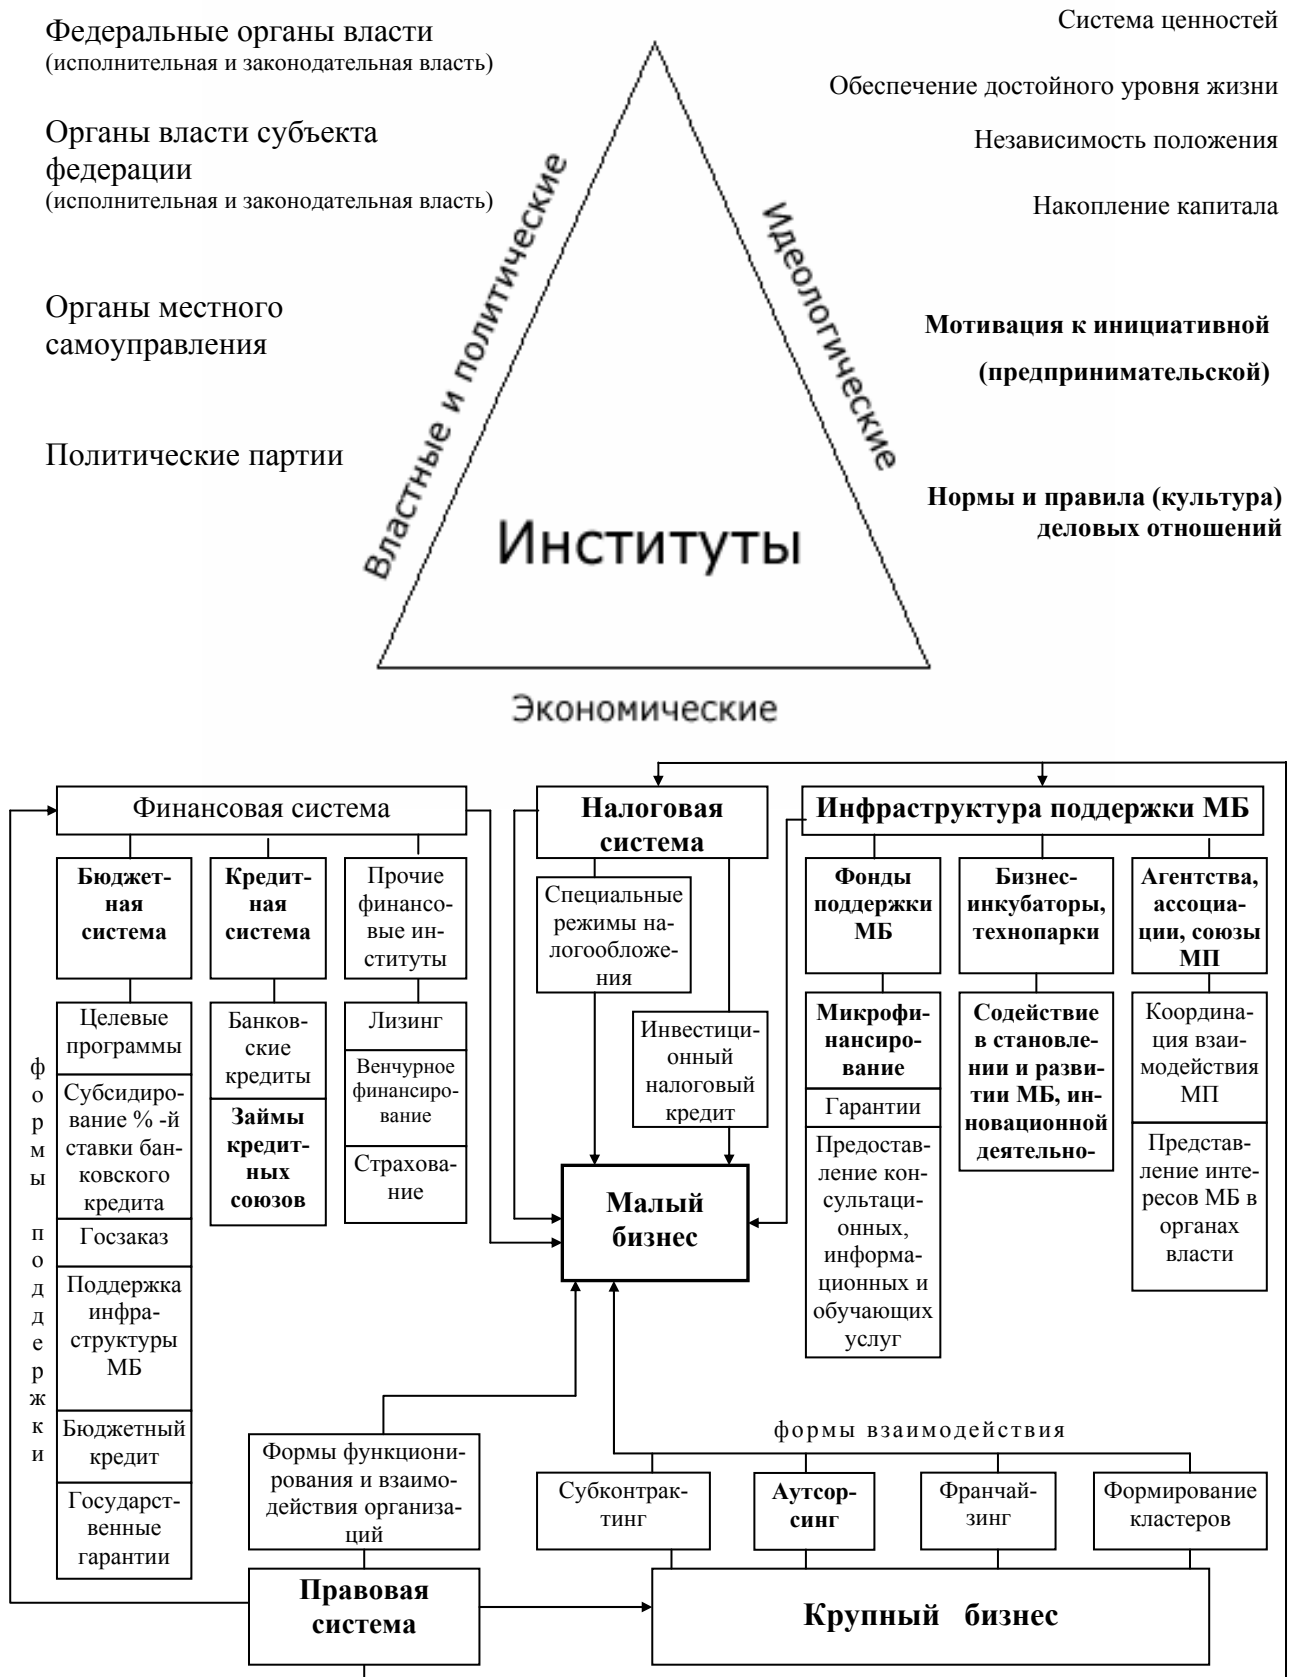 Федеральные органы власти
(исполнительная и законодательная власть)
Органы власти субъекта
федерации
(исполнительная и законодательная власть)
Органы местного
самоуправления
Политические партии
Система ценностей
Обеспечение достойного уровня жизни
Независимость положения
Накопление капитала
Мотивация к инициативной
(предпринимательской)
Нормы и правила (культура)
деловых отношений
Властные и политические
Идеологические
Институты
Экономические
Финансовая система
Налоговая
система
Инфраструктура поддержки МБ
Бюджет-
ная
система
Кредит-
ная
система
Прочие
финансо-
вые ин-
ституты
Специальные
режимы на-
логообложе-
ния
Фонды
поддержки
МБ
Бизнес-
инкубаторы,
технопарки
Агентства,
ассоциа-
ции, союзы
МП
формы поддержки
Целевые
программы
Субсидиро-
вание % -й
ставки бан-
ковского
кредита
Госзаказ
Поддержка
инфра-
структуры
МБ
Бюджетный
кредит
Государст-
венные
гарантии
Банков-
ские
кредиты
Займы
кредит-
ных
союзов
Лизинг
Венчурное
финансиро-
вание
Страхова-
ние
Инвестици-
онный
налоговый
кредит
Микрофи-
нансиро-
вание
Гарантии
Предостав-
ление кон-
сультаци-
онных,
информа-
ционных и
обучающих
услуг
Содействие
в становле-
нии и разви-
тии МБ, ин-
новационной
деятельно-
Координа-
ция взаи-
модействия
МП
Представ-
ление инте-
ресов МБ в
органах
власти
Малый
бизнес
Формы функциони-
рования и взаимо-
действия организа-
ций
формы взаимодействия
Субконтрак-
тинг
Аутсор-
синг
Франчай-
зинг
Формирование
кластеров
Правовая
система
Крупный бизнес